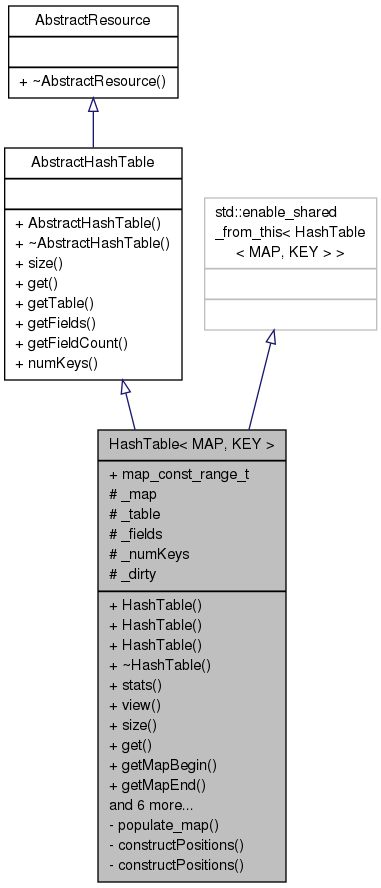 AbstractResource
+ ~AbstractResource()
AbstractHashTable
+ AbstractHashTable()
+ ~AbstractHashTable()
+ size()
+ get()
+ getTable()
+ getFields()
+ getFieldCount()
+ numKeys()
std::enable_shared
_from_this< HashTable
< MAP, KEY > >
HashTable< MAP, KEY >
+ map_const_range_t
# _map
# _table
# _fields
# _numKeys
# _dirty
+ HashTable()
+ HashTable()
+ HashTable()
+ ~HashTable()
+ stats()
+ view()
+ size()
+ get()
+ getMapBegin()
+ getMapEnd()
and 6 more...
- populate_map()
- constructPositions()
- constructPositions()